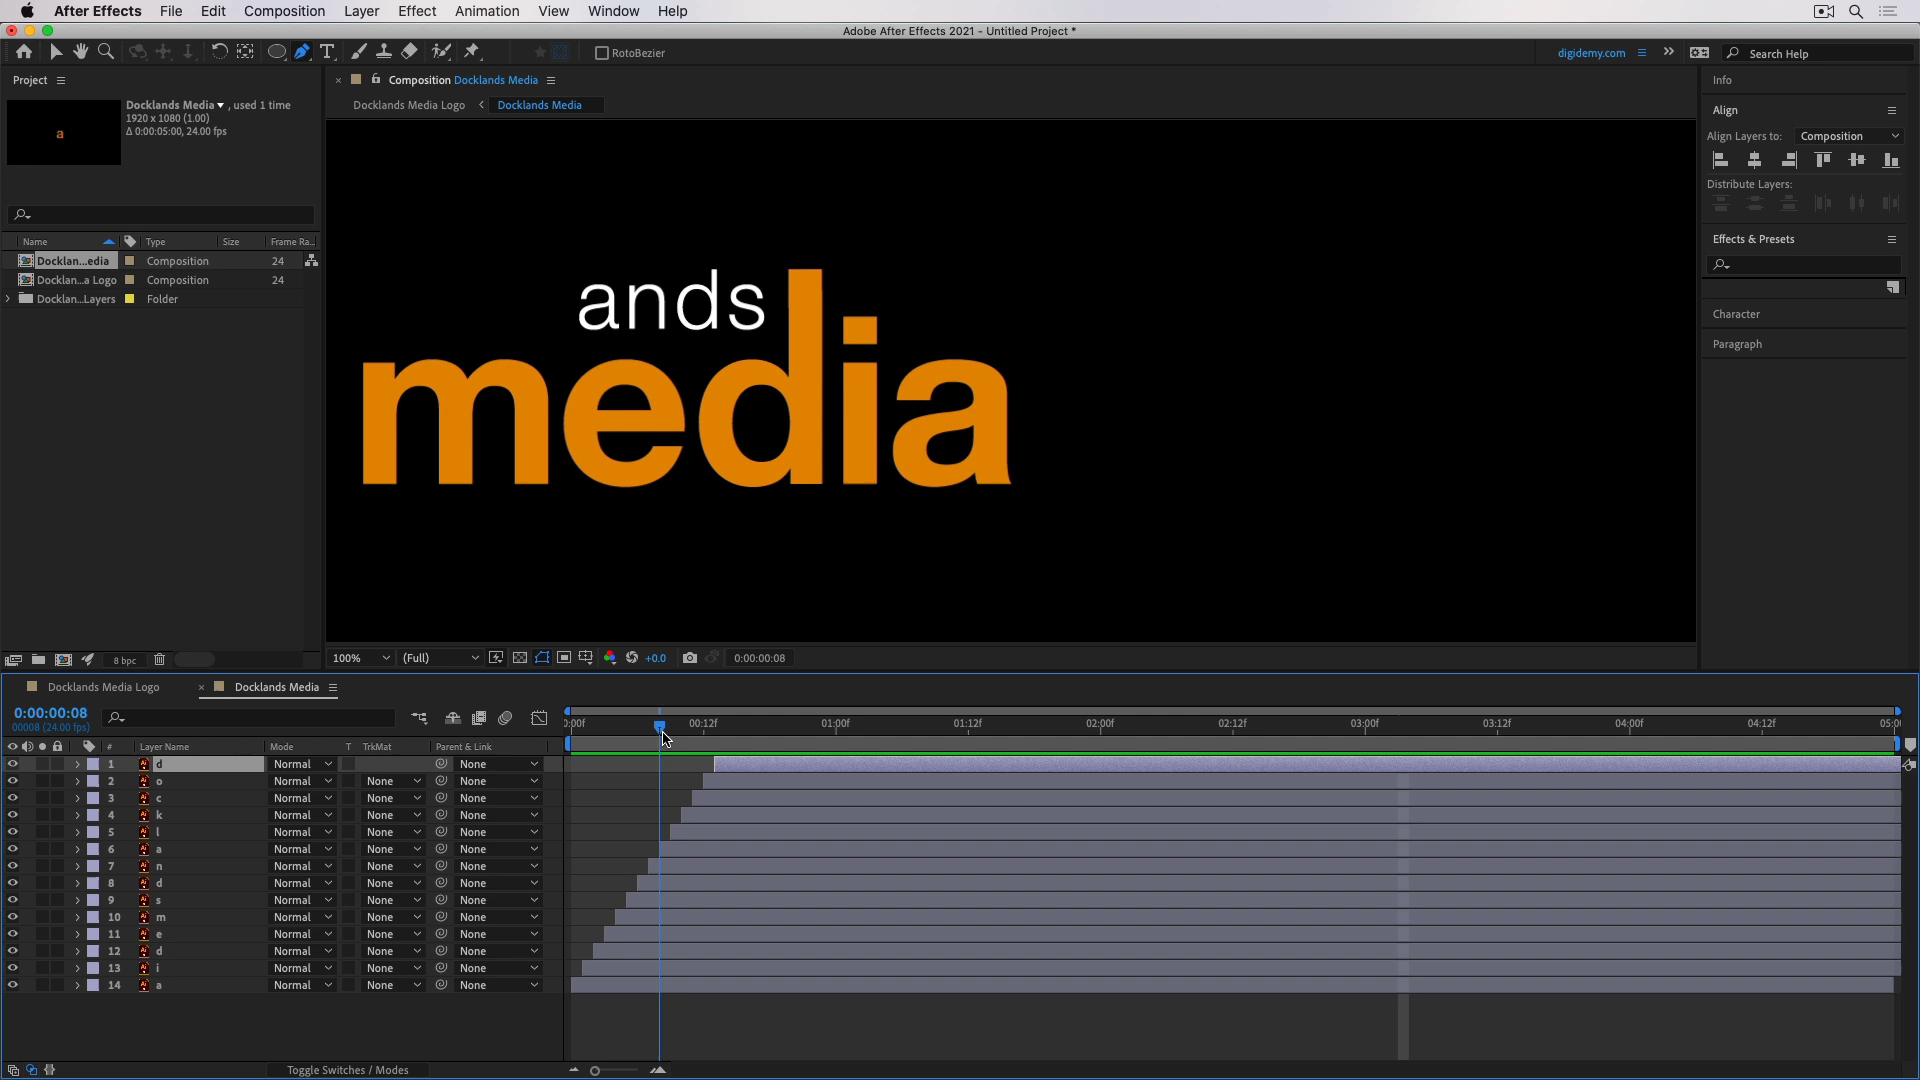 After Effects File Edit Composition Layer Effect Animation View Window Help
Adobe After Effects 2021 - Untitled Project *
RotoBezier
digidemy.com
Search Help
Project
Docklands Media , used 1 time
1920 x 1080 (1.00)
Δ 0:00:05:00, 24.00 fps
a
Name Type Size Frame Ra...
Docklan...edia Composition 24
Docklan...a Logo Composition 24
Docklan...Layers Folder
8 bpc
Composition Docklands Media
Docklands Media Logo Docklands Media
ands
media
100% (Full) +0.0 0:00:00:08
Info
Align
Align Layers to: Composition
Distribute Layers:
Effects & Presets
Character
Paragraph
Docklands Media Logo Docklands Media
0:00:00:08
00008 (24.00 fps)
0:00f 01:00f 00:12f 01:00f 01:12f 02:00f 02:12f 03:00f 03:12f 04:00f 04:12f 05:0
# Layer Name Mode T TrkMat Parent & Link
1 d Normal None
2 o Normal None None
3 c Normal None None
4 k Normal None None
5 l Normal None None
6 a Normal None None
7 n Normal None None
8 d Normal None None
9 s Normal None None
10 m Normal None None
11 e Normal None None
12 d Normal None None
13 i Normal None None
14 a Normal None None
Toggle Switches / Modes